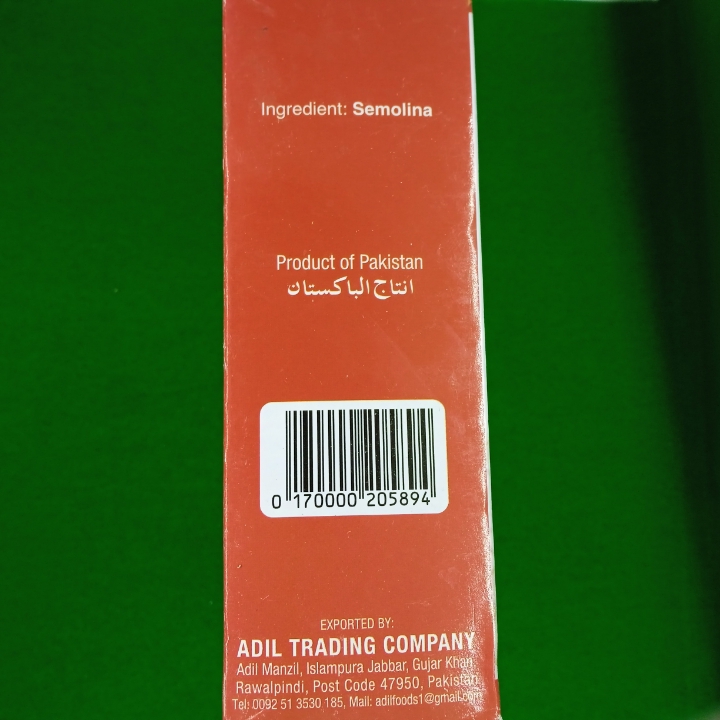 Ingredient: Semolina
Product of Pakistan
انتاج الباكستان
0 170000 205894
EXPORTED BY:
ADIL TRADING COMPANY
Adil Manzil, Islampura Jabbar, Gujar Khan
Rawalpindi, Post Code 47950, Pakistan
Tel: 0092 51 3530 185, Mail: adilfoods1@gmail.com